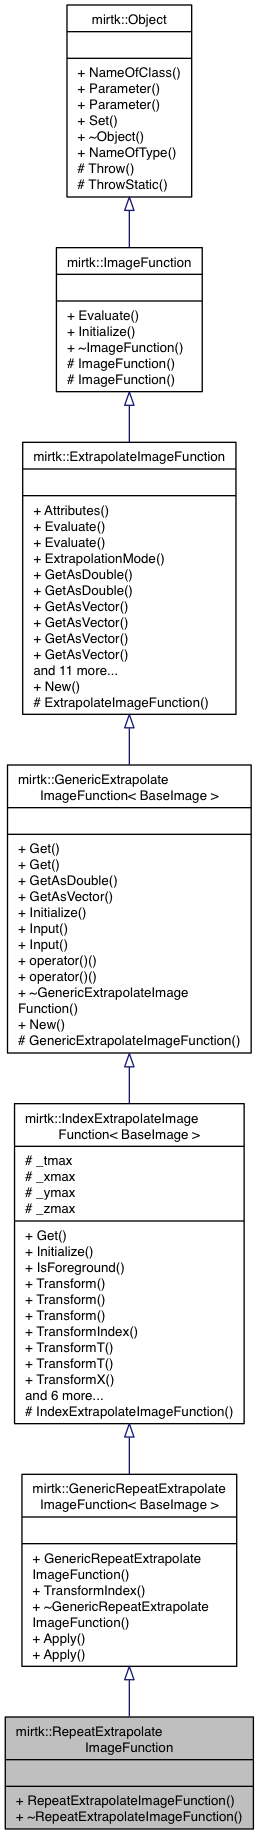 mirtk::Object
+ NameOfClass()
+ Parameter()
+ Parameter()
+ Set()
+ ~Object()
+ NameOfType()
# Throw()
# ThrowStatic()
mirtk::ImageFunction
+ Evaluate()
+ Initialize()
+ ~ImageFunction()
# ImageFunction()
# ImageFunction()
mirtk::ExtrapolateImageFunction
+ Attributes()
+ Evaluate()
+ Evaluate()
+ ExtrapolationMode()
+ GetAsDouble()
+ GetAsDouble()
+ GetAsVector()
+ GetAsVector()
+ GetAsVector()
+ GetAsVector()
and 11 more...
+ New()
# ExtrapolateImageFunction()
mirtk::GenericExtrapolate
ImageFunction< BaseImage >
+ Get()
+ Get()
+ GetAsDouble()
+ GetAsVector()
+ Initialize()
+ Input()
+ Input()
+ operator()()
+ operator()()
+ ~GenericExtrapolateImage
Function()
+ New()
# GenericExtrapolateImageFunction()
mirtk::IndexExtrapolateImage
Function< BaseImage >
# _tmax
# _xmax
# _ymax
# _zmax
+ Get()
+ Initialize()
+ IsForeground()
+ Transform()
+ Transform()
+ Transform()
+ TransformIndex()
+ TransformT()
+ TransformT()
+ TransformX()
and 6 more...
# IndexExtrapolateImageFunction()
mirtk::GenericRepeatExtrapolate
ImageFunction< BaseImage >
+ GenericRepeatExtrapolate
ImageFunction()
+ TransformIndex()
+ ~GenericRepeatExtrapolate
ImageFunction()
+ Apply()
+ Apply()
mirtk::RepeatExtrapolate
ImageFunction
+ RepeatExtrapolateImageFunction()
+ ~RepeatExtrapolateImageFunction()